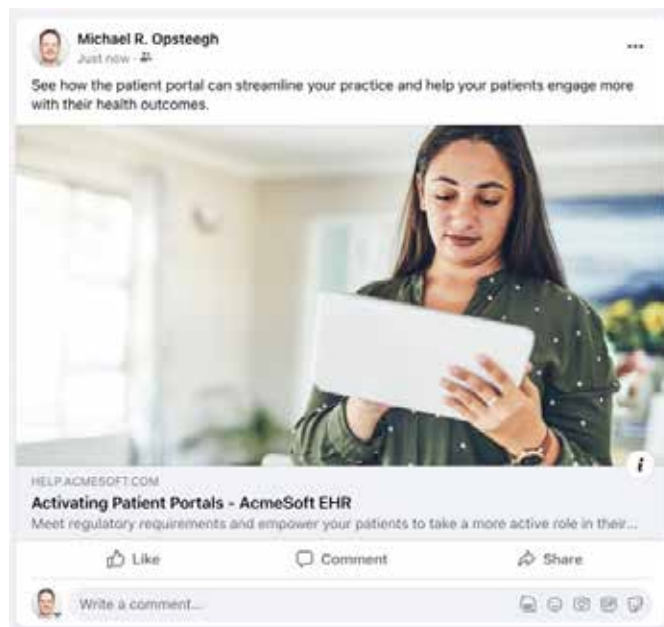 Michael R. Opsteegh
Just now ·
See how the patient portal can streamline your practice and help your patients engage more
with their health outcomes.
i
HELP.ACMESOFT.COM
Activating Patient Portals - AcmeSoft EHR
Meet regulatory requirements and empower your patients to take a more active role in their...
Like Comment Share
Write a comment...